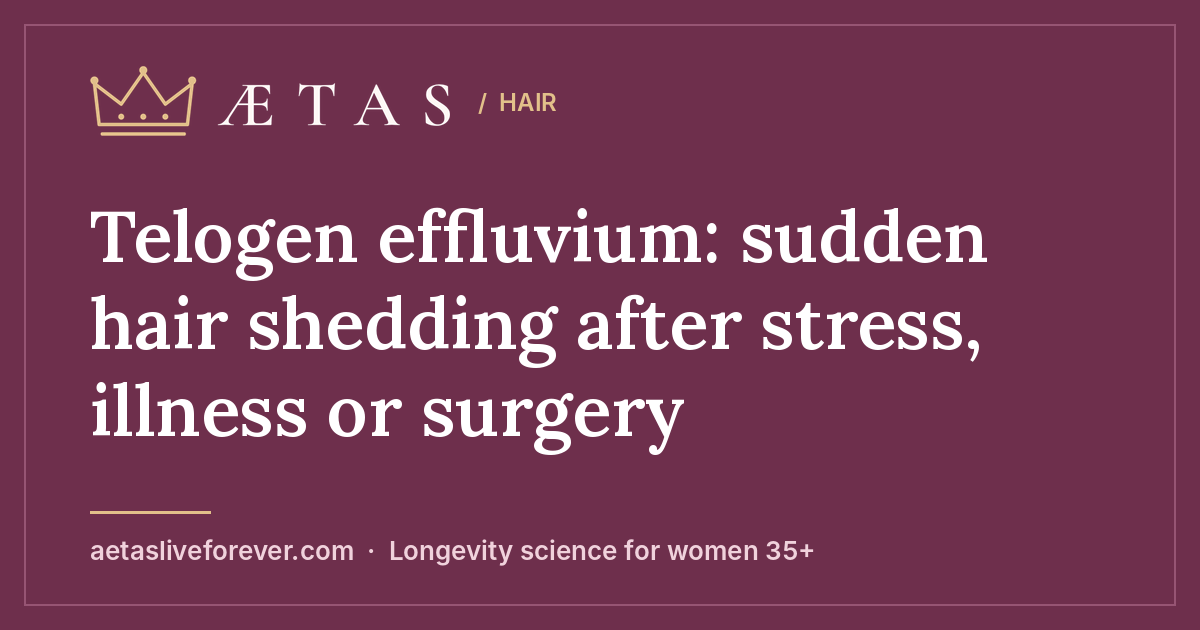 ÆTAS / HAIR
Telogen effluvium: sudden
hair shedding after stress,
illness or surgery
aetasliveforever.com · Longevity science for women 35+